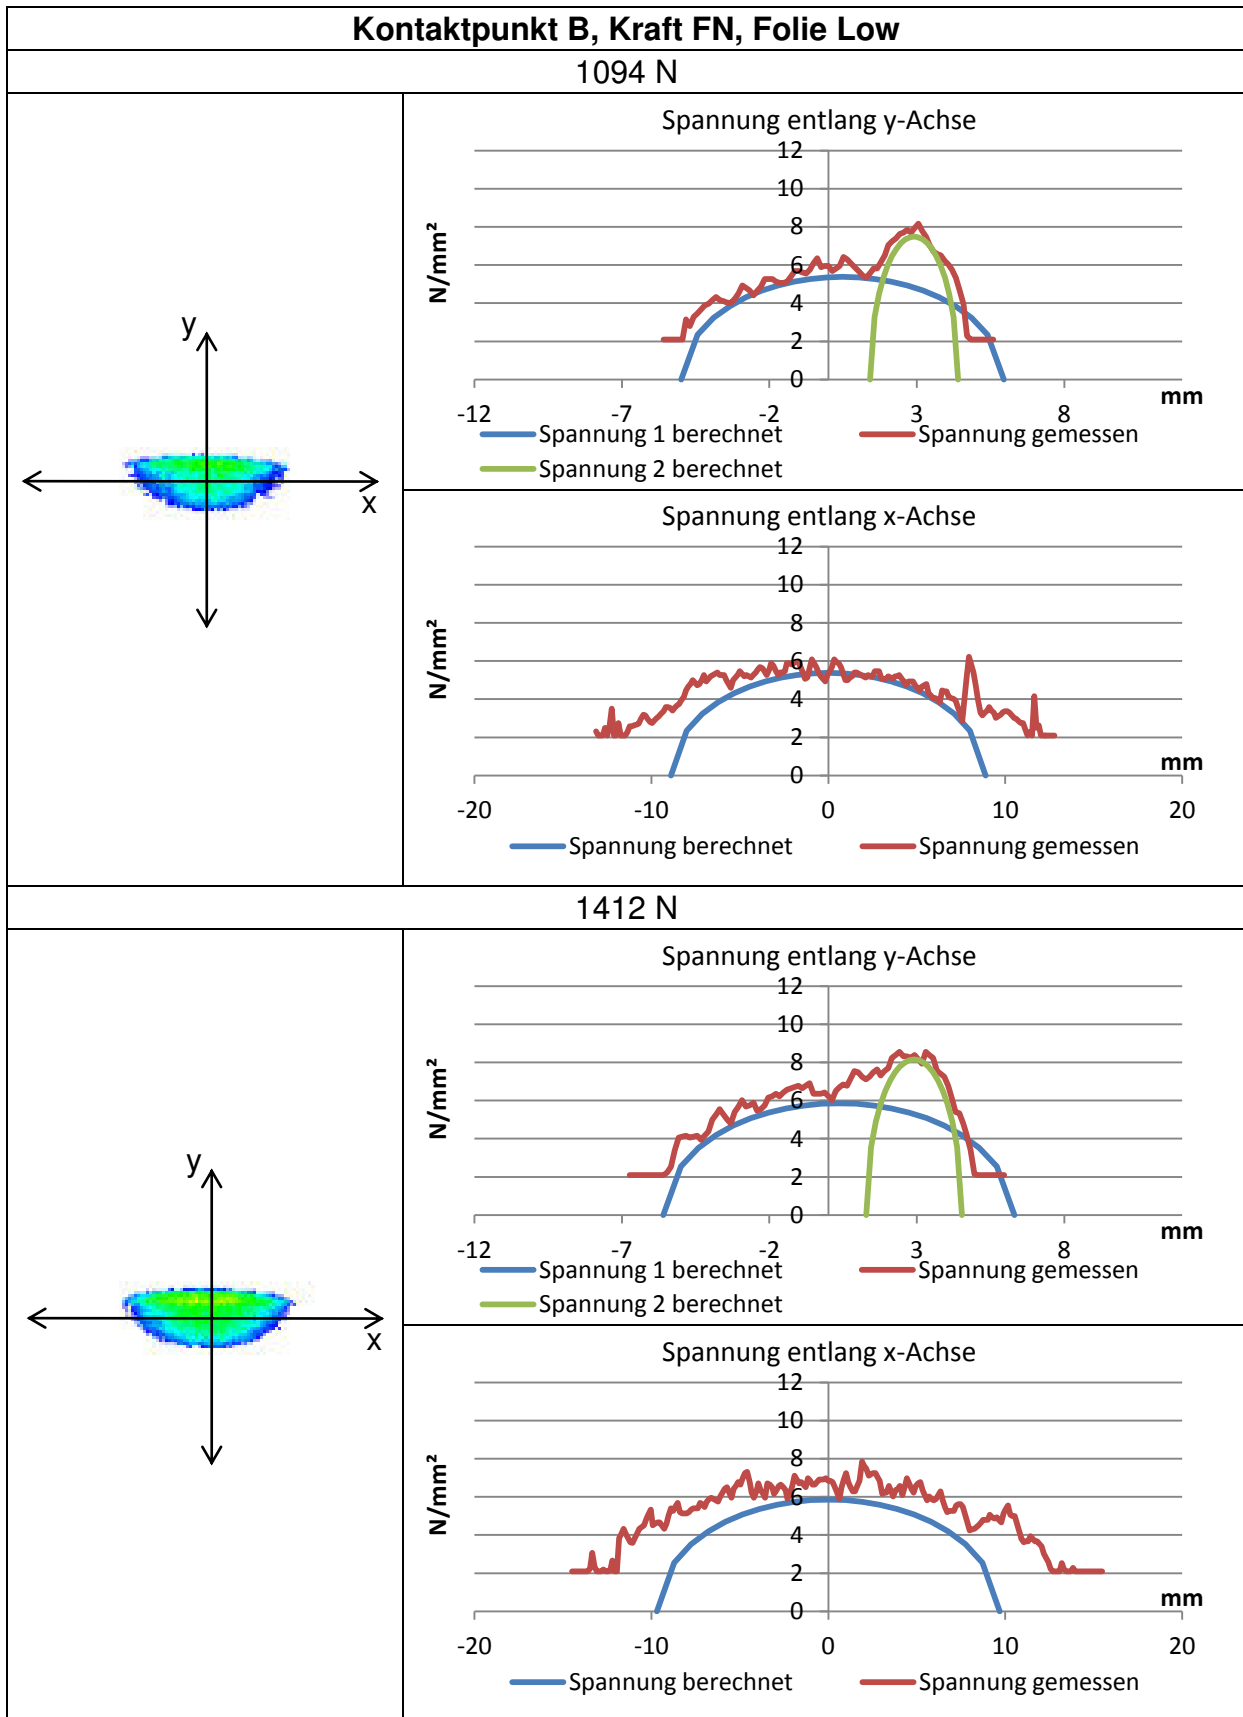 Kontaktpunkt B, Kraft FN, Folie Low
1094 N
y
x
Spannung entlang y-Achse
N/mm²
12
10
8
6
4
2
0
-12 -7 -2 3 8
mm
Spannung 1 berechnet Spannung gemessen
Spannung 2 berechnet
Spannung entlang x-Achse
N/mm²
12
10
8
6
4
2
0
mm
-20 -10 0 10 20
Spannung berechnet Spannung gemessen
1412 N
y
x
Spannung entlang y-Achse
N/mm²
12
10
8
6
4
2
0
mm
-12 -7 -2 3 8
Spannung 1 berechnet Spannung gemessen
Spannung 2 berechnet
Spannung entlang x-Achse
N/mm²
12
10
8
6
4
2
0
mm
-20 -10 0 10 20
Spannung berechnet Spannung gemessen